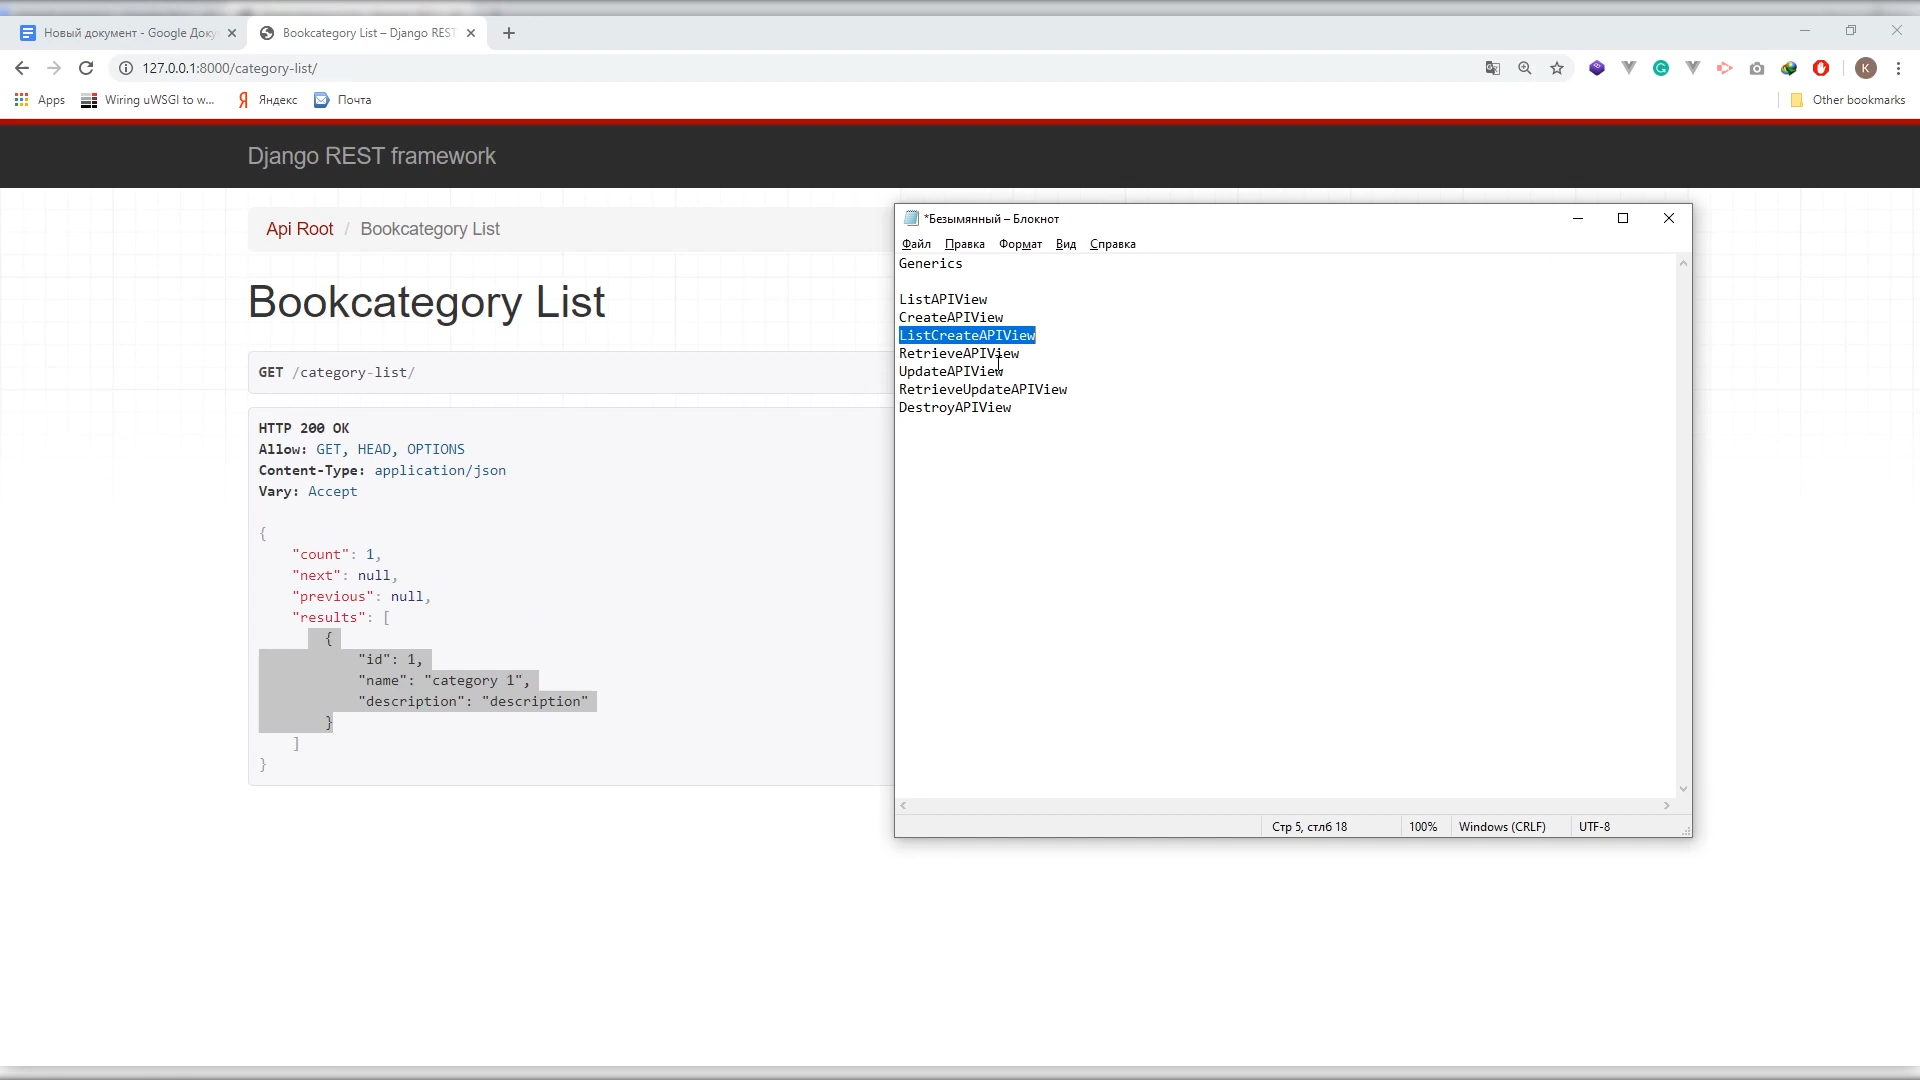 Новый документ - Google Доку
Bookcategory List – Django REST
127.0.0.1:8000/category-list/
K
Apps
Wiring uWSGI to w...
Яндекс
Почта
Other bookmarks
Django REST framework
Api Root / Bookcategory List
Bookcategory List
GET /category-list/
HTTP 200 OK
Allow: GET, HEAD, OPTIONS
Content-Type: application/json
Vary: Accept
{
"count": 1,
"next": null,
"previous": null,
"results": [
{
"id": 1,
"name": "category 1",
"description": "description"
}
]
}
*Безымянный – Блокнот
Файл Правка Формат Вид Справка
Generics
ListAPIView
CreateAPIView
ListCreateAPIView
RetrieveAPIView
UpdateAPIView
RetrieveUpdateAPIView
DestroyAPIView
Стр 5, стлб 18 100% Windows (CRLF) UTF-8